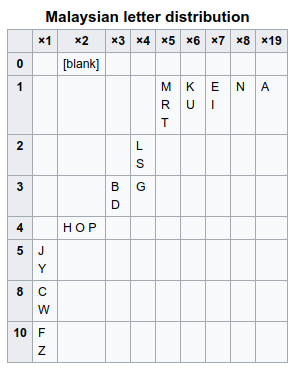 Malaysian letter distribution
×1 ×2 ×3 ×4 ×5 ×6 ×7 ×8 ×19
0 [blank]
1 M K E N A
R U I
T
2 L
S
3 B G
D
4 H O P
5 J
Y
8 C
W
10 F
Z